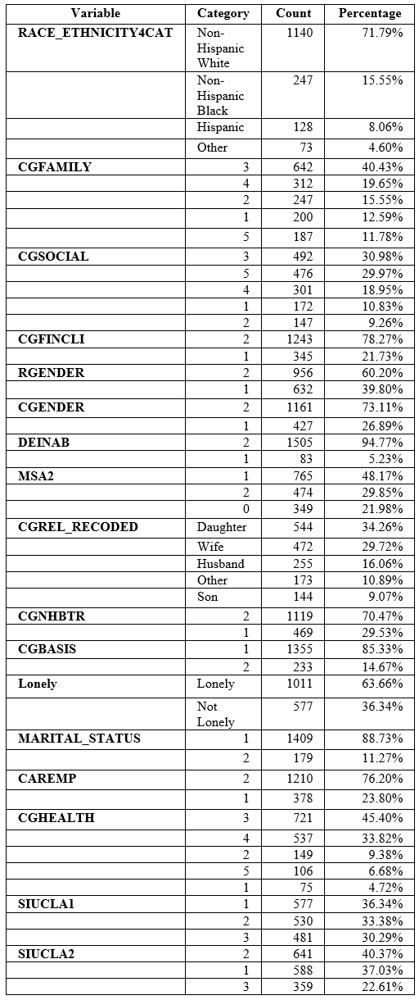 Variable Category Count Percentage
RACE_ETHNICITY4CAT Non- 1140 71.79%
Hispanic
White
Non- 247 15.55%
Hispanic
Black
Hispanic 128 8.06%
Other 73 4.60%
CGFAMILY 3 642 40.43%
4 312 19.65%
2 247 15.55%
1 200 12.59%
5 187 11.78%
CGSOCIAL 3 492 30.98%
5 476 29.97%
4 301 18.95%
1 172 10.83%
2 147 9.26%
CGFINCLI 2 1243 78.27%
1 345 21.73%
RGENDER 2 956 60.20%
1 632 39.80%
CGENDER 2 1161 73.11%
1 427 26.89%
DEINAB 2 1505 94.77%
1 83 5.23%
MSA2 1 765 48.17%
2 474 29.85%
0 349 21.98%
CGREL_RECODED Daughter 544 34.26%
Wife 472 29.72%
Husband 255 16.06%
Other 173 10.89%
Son 144 9.07%
CGNHBTR 2 1119 70.47%
1 469 29.53%
CGBASIS 1 1355 85.33%
2 233 14.67%
Lonely Lonely 1011 63.66%
Not 577 36.34%
Lonely
MARITAL_STATUS 1 1409 88.73%
2 179 11.27%
CAREMP 2 1210 76.20%
1 378 23.80%
CGHEALTH 3 721 45.40%
4 537 33.82%
2 149 9.38%
5 106 6.68%
1 75 4.72%
SIUCLA1 1 577 36.34%
2 530 33.38%
3 481 30.29%
SIUCLA2 2 641 40.37%
1 588 37.03%
3 359 22.61%